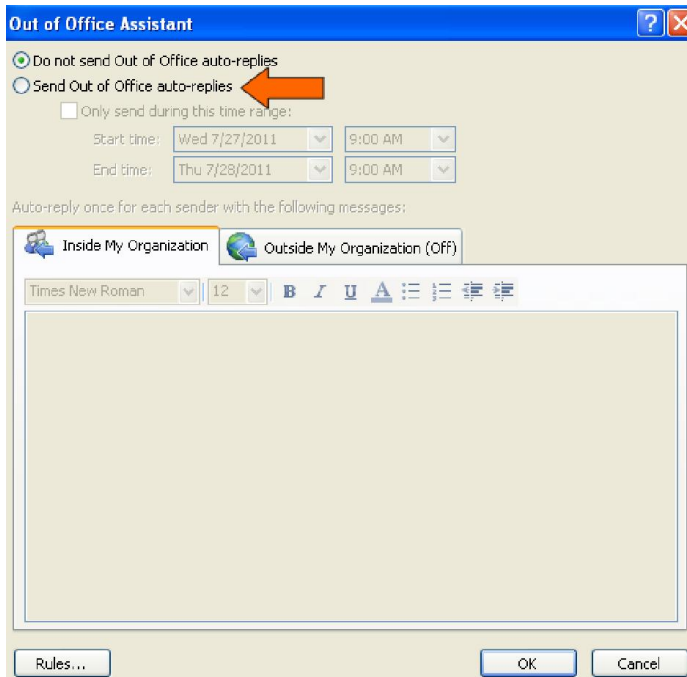 Out of Office Assistant
Do not send Out of Office auto-replies
Send Out of Office auto-replies
Only send during this time range:
Start time: Wed 7/27/2011 9:00 AM
End time: Thu 7/28/2011 9:00 AM
Auto-reply once for each sender with the following messages:
Inside My Organization Outside My Organization (Off)
Times New Roman 12 B I U A
Rules... OK Cancel